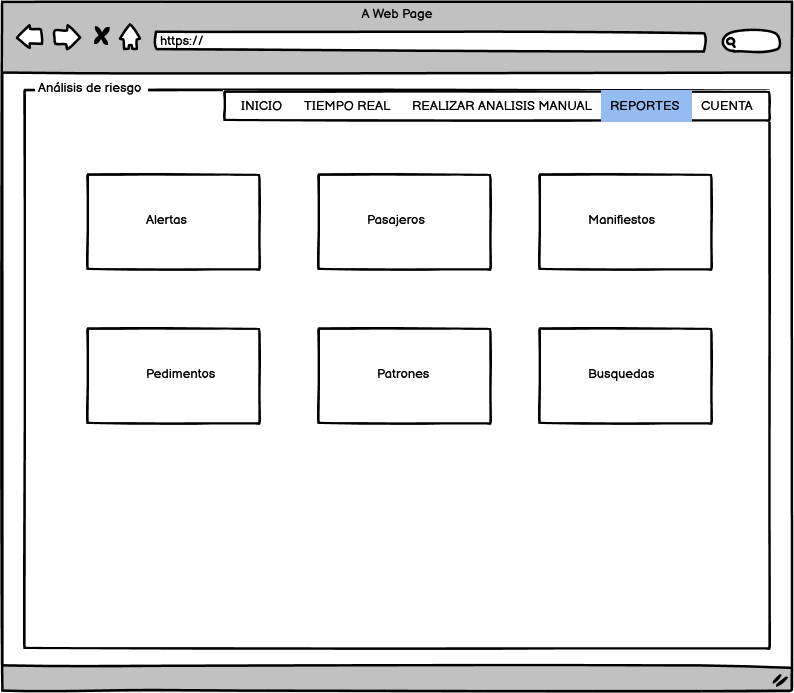 A Web Page
https://
Análisis de riesgo
INICIO TIEMPO REAL REALIZAR ANALISIS MANUAL REPORTES CUENTA
Alertas Pasajeros Manifiestos
Pedimentos Patrones Busquedas